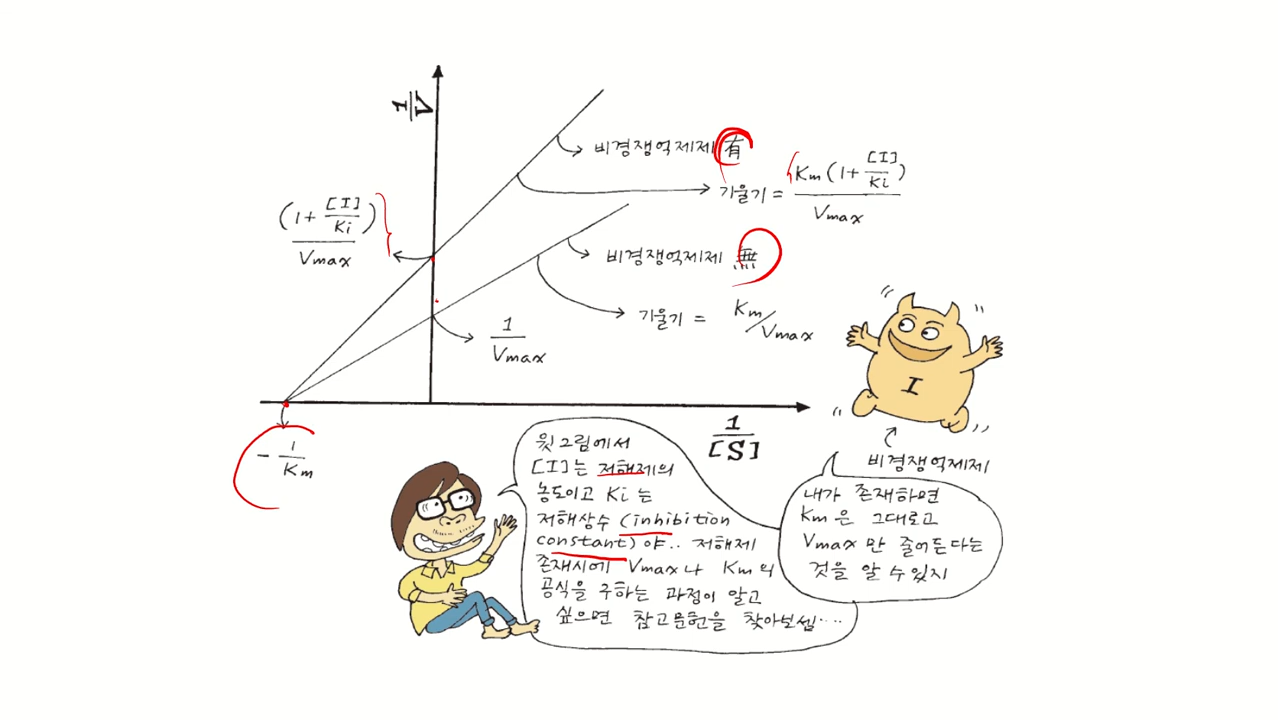 1/V
비경쟁억제제 有
기울기 = Km(1+[I]/Ki)/Vmax
(1+[I]/Ki)/Vmax
비경쟁억제제 無
기울기 = Km/Vmax
1/Vmax
I
1/[S]
-1/Km
비경쟁억제제
윗그림에서
[I]는 저해제의
농도이고 Ki 는
저해상수 (inhibition
constant) 야.. 저해제
존재시에 Vmax나 Km의
공식을 구하는 과정이 알고
싶으면 참고문헌을 찾아보셉....
내가 존재하면
Km은 그대로고
Vmax만 줄어든다는
것을 알 수 있지